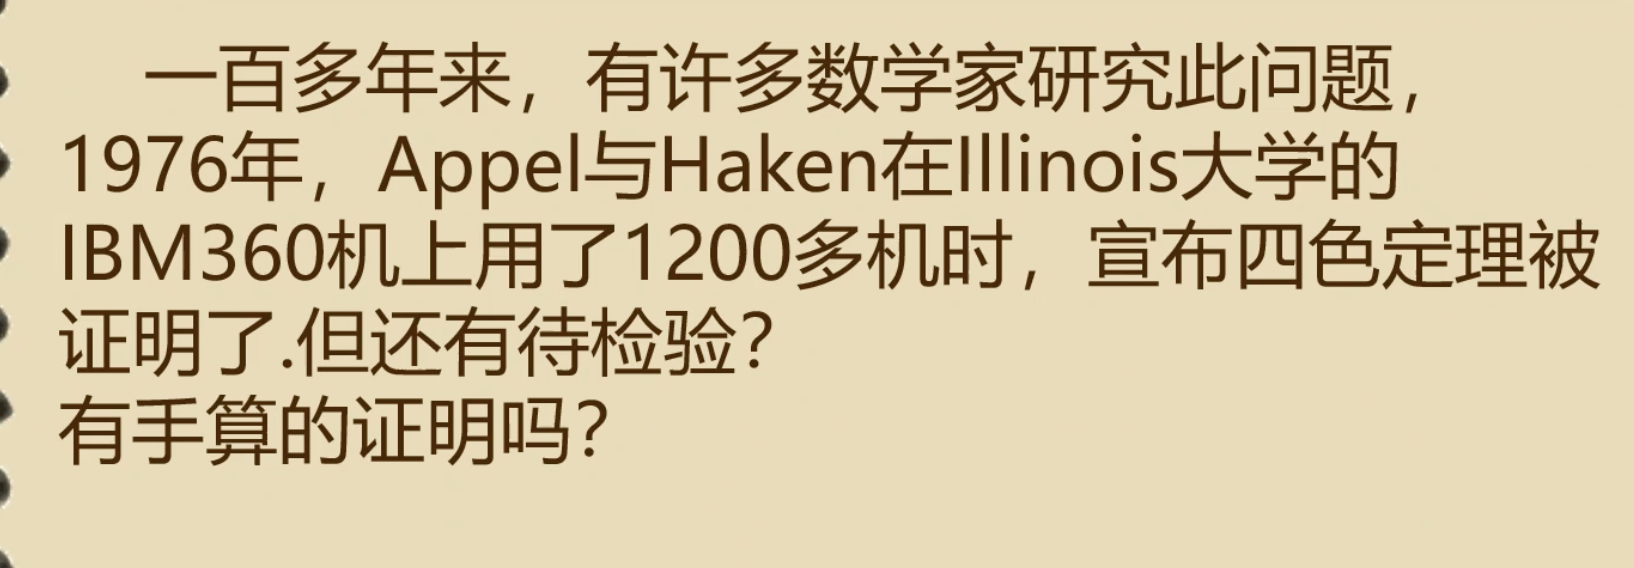 一百多年来，有许多数学家研究此问题，
1976年，Appel与Haken在Illinois大学的
IBM360机上用了1200多机时，宣布四色定理被
证明了.但还有待检验?
有手算的证明吗?